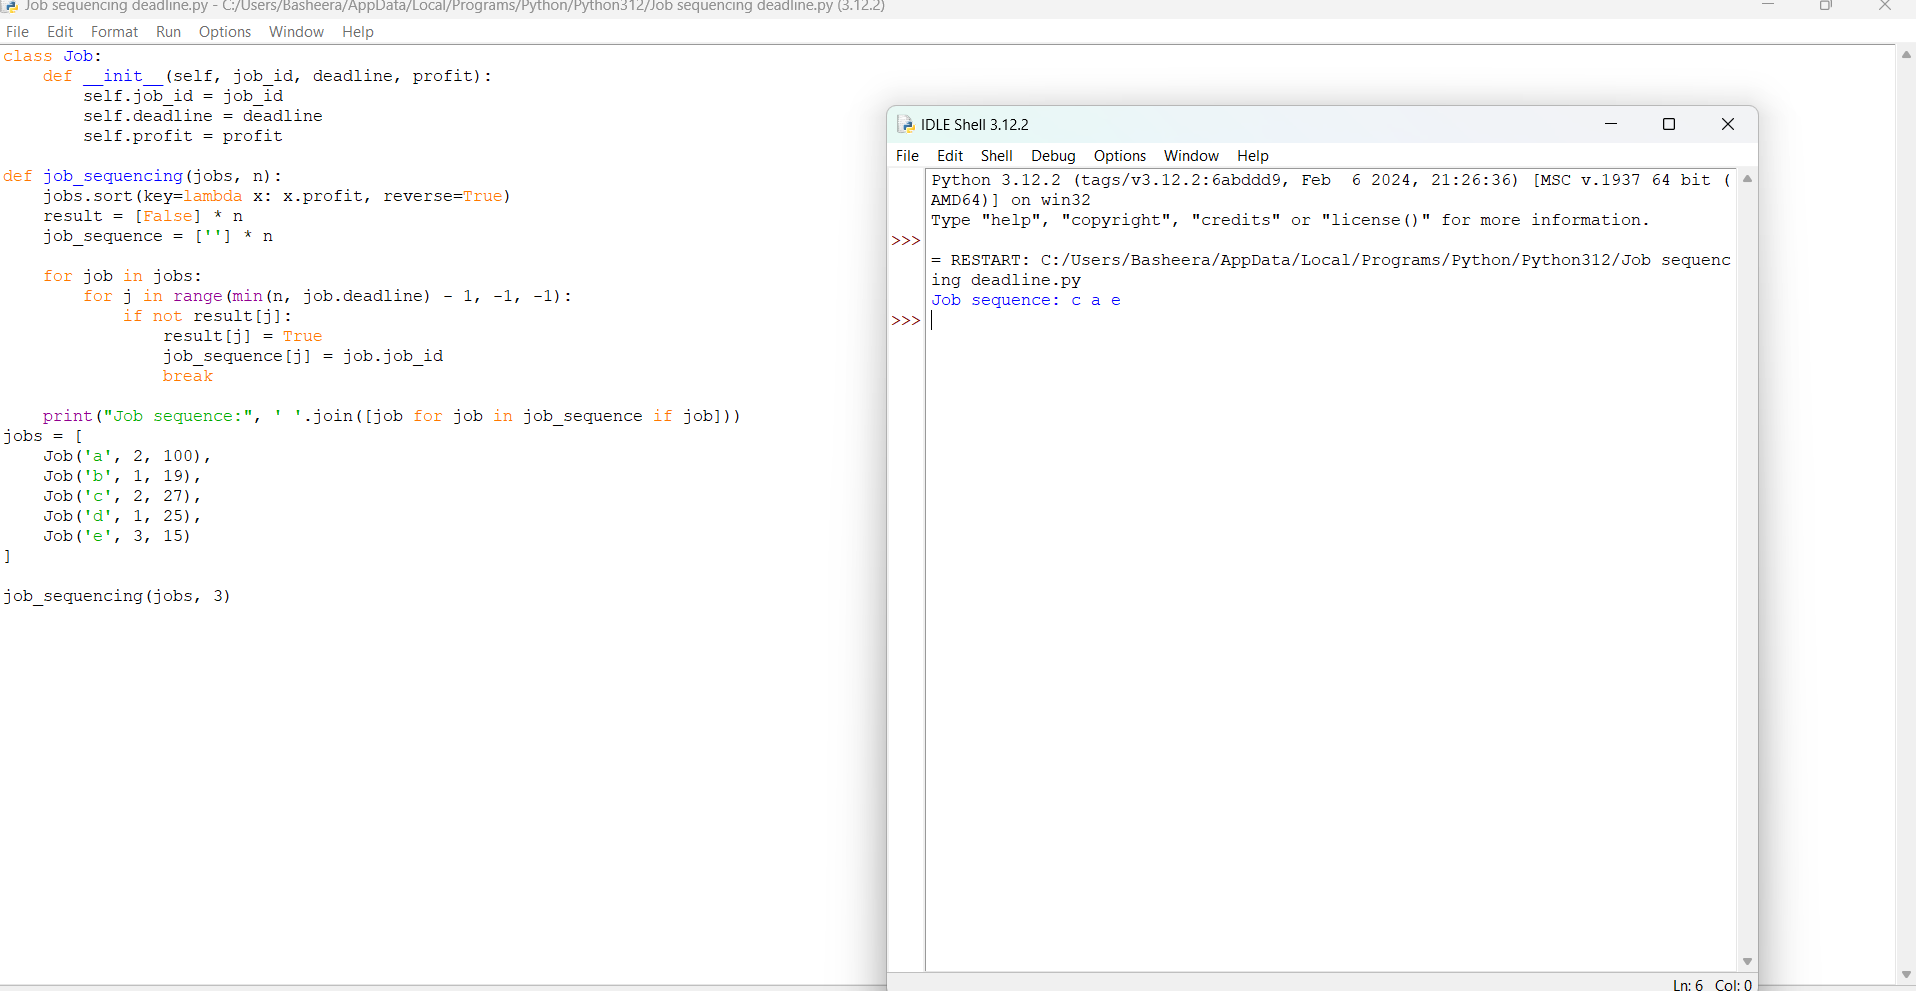 Job sequencing deadline.py - C:/Users/Basheera/AppData/Local/Programs/Python/Python312/Job sequencing deadline.py (3.12.2)
File Edit Format Run Options Window Help
class Job:
    def __init__(self, job_id, deadline, profit):
        self.job_id = job_id
        self.deadline = deadline
        self.profit = profit
def job_sequencing(jobs, n):
    jobs.sort(key=lambda x: x.profit, reverse=True)
    result = [False] * n
    job_sequence = [''] * n
    for job in jobs:
        for j in range(min(n, job.deadline) - 1, -1, -1):
            if not result[j]:
                result[j] = True
                job_sequence[j] = job.job_id
                break
    print("Job sequence:", ' '.join([job for job in job_sequence if job]))
jobs = [
    Job('a', 2, 100),
    Job('b', 1, 19),
    Job('c', 2, 27),
    Job('d', 1, 25),
    Job('e', 3, 15)
]
job_sequencing(jobs, 3)
IDLE Shell 3.12.2
File Edit Shell Debug Options Window Help
Python 3.12.2 (tags/v3.12.2:6abddd9, Feb  6 2024, 21:26:36) [MSC v.1937 64 bit (
AMD64)] on win32
Type "help", "copyright", "credits" or "license()" for more information.
>>>
= RESTART: C:/Users/Basheera/AppData/Local/Programs/Python/Python312/Job sequenc
ing deadline.py
Job sequence: c a e
>>>
Ln: 6 Col: 0